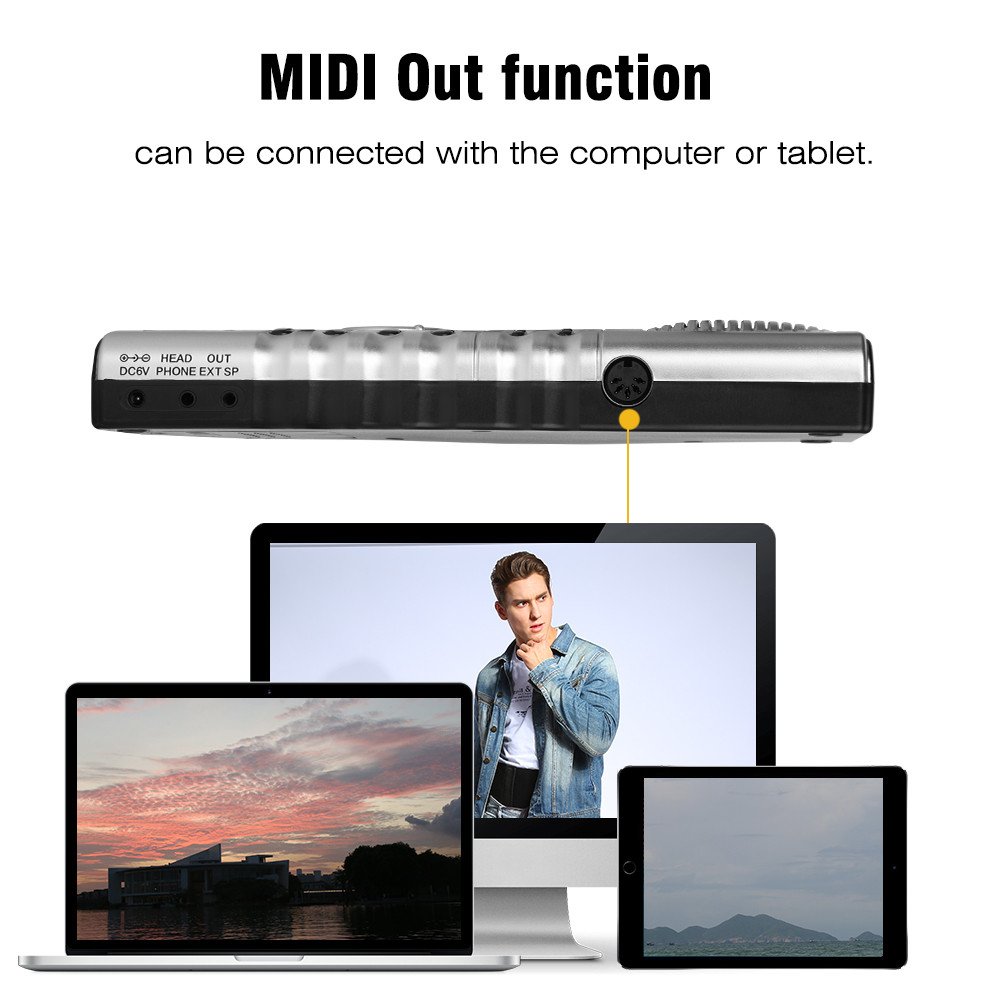 MIDI Out function
can be connected with the computer or tablet.
HEAD OUT
DC6V PHONE EXT SP